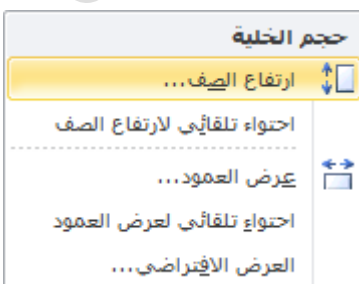 حجم الخلية
ارتفاع الصف...
احتواء تلقائي لارتفاع الصف
عرض العمود...
احتواء تلقائي لعرض العمود
العرض الافتراضي...